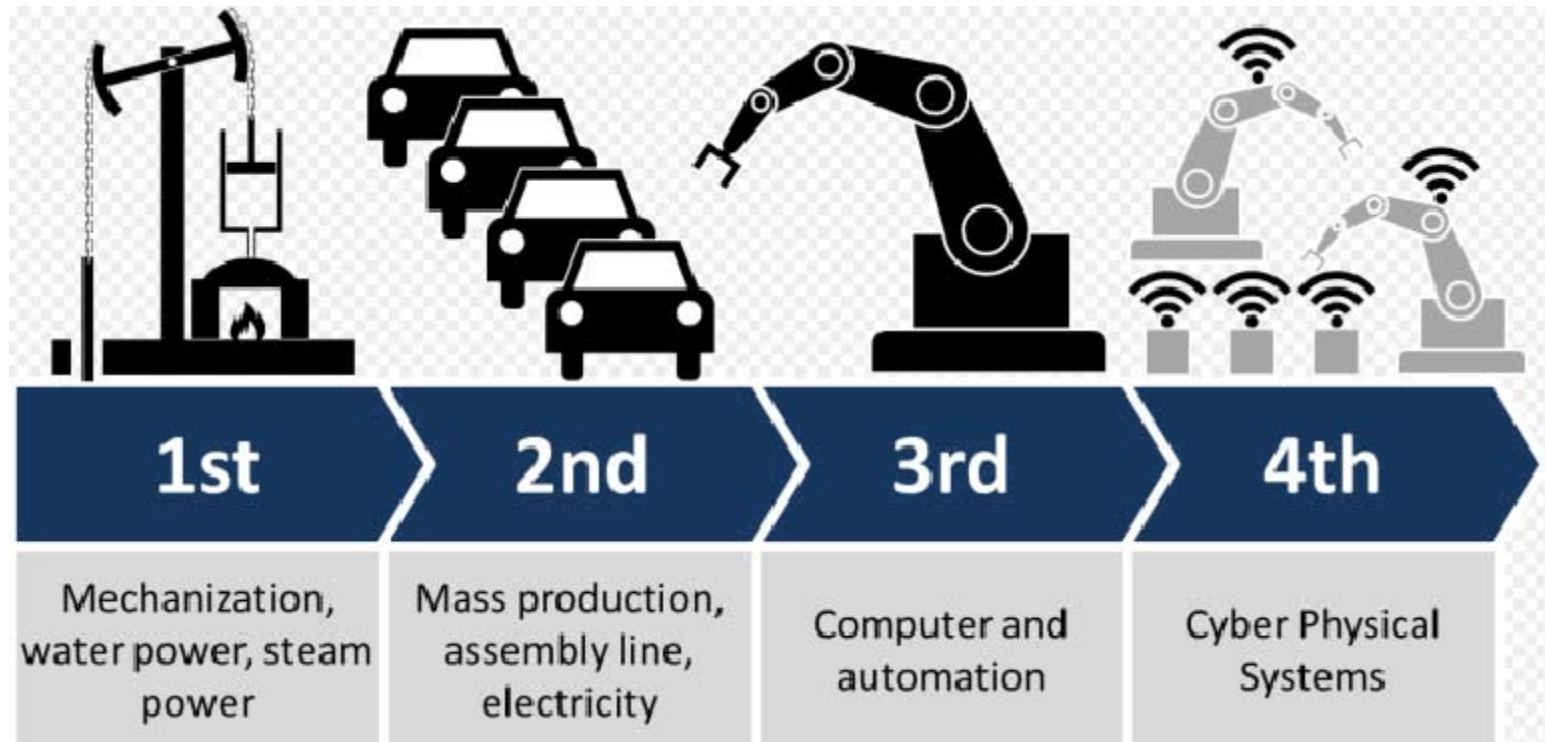 1st
2nd
3rd
4th
Mechanization,
water power, steam
power
Mass production,
assembly line,
electricity
Computer and
automation
Cyber Physical
Systems